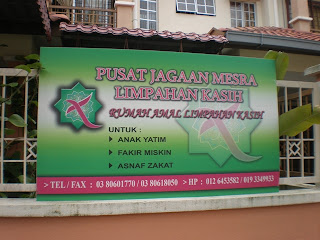 PUSAT JAGAAN MESRA
LIMPAHAN KASIH
RUMAH AMAL LIMPAHAN KASIH
UNTUK :
ANAK YATIM
FAKIR MISKIN
ASNAF ZAKAT
> TEL / FAX : 03 80601770 / 03 80618050 > HP : 012 6453582 / 019 3349933